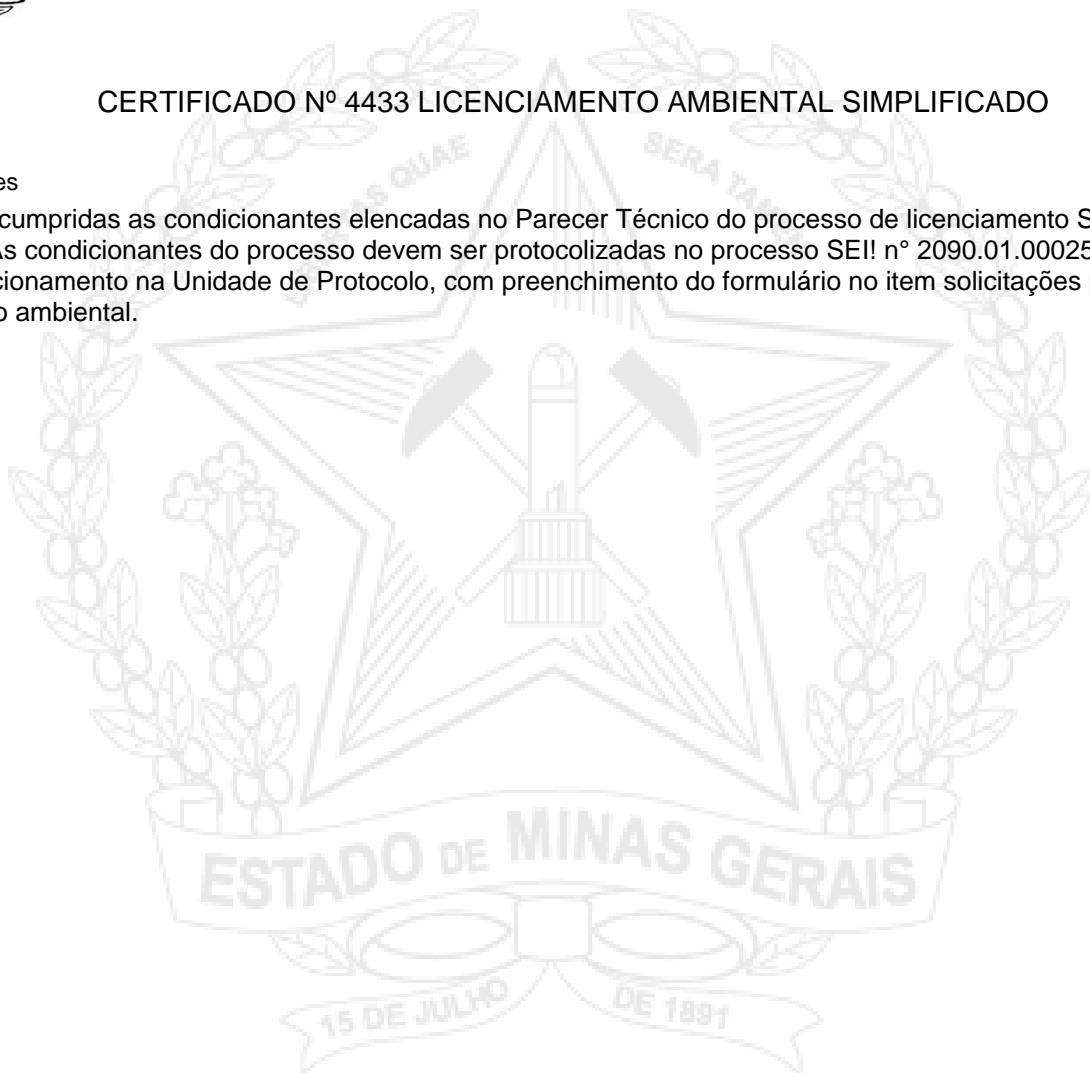 CERTIFICADO Nº 4433 LICENCIAMENTO AMBIENTAL SIMPLIFICADO
es
cumpridas as condicionantes elencadas no Parecer Técnico do processo de licenciamento S
s condicionantes do processo devem ser protocolizadas no processo SEI! n° 2090.01.00025
cionamento na Unidade de Protocolo, com preenchimento do formulário no item solicitações
o ambiental.
QUAE SERA TAMEN
ESTADO DE MINAS GERAIS
15 DE JULHO DE 1891